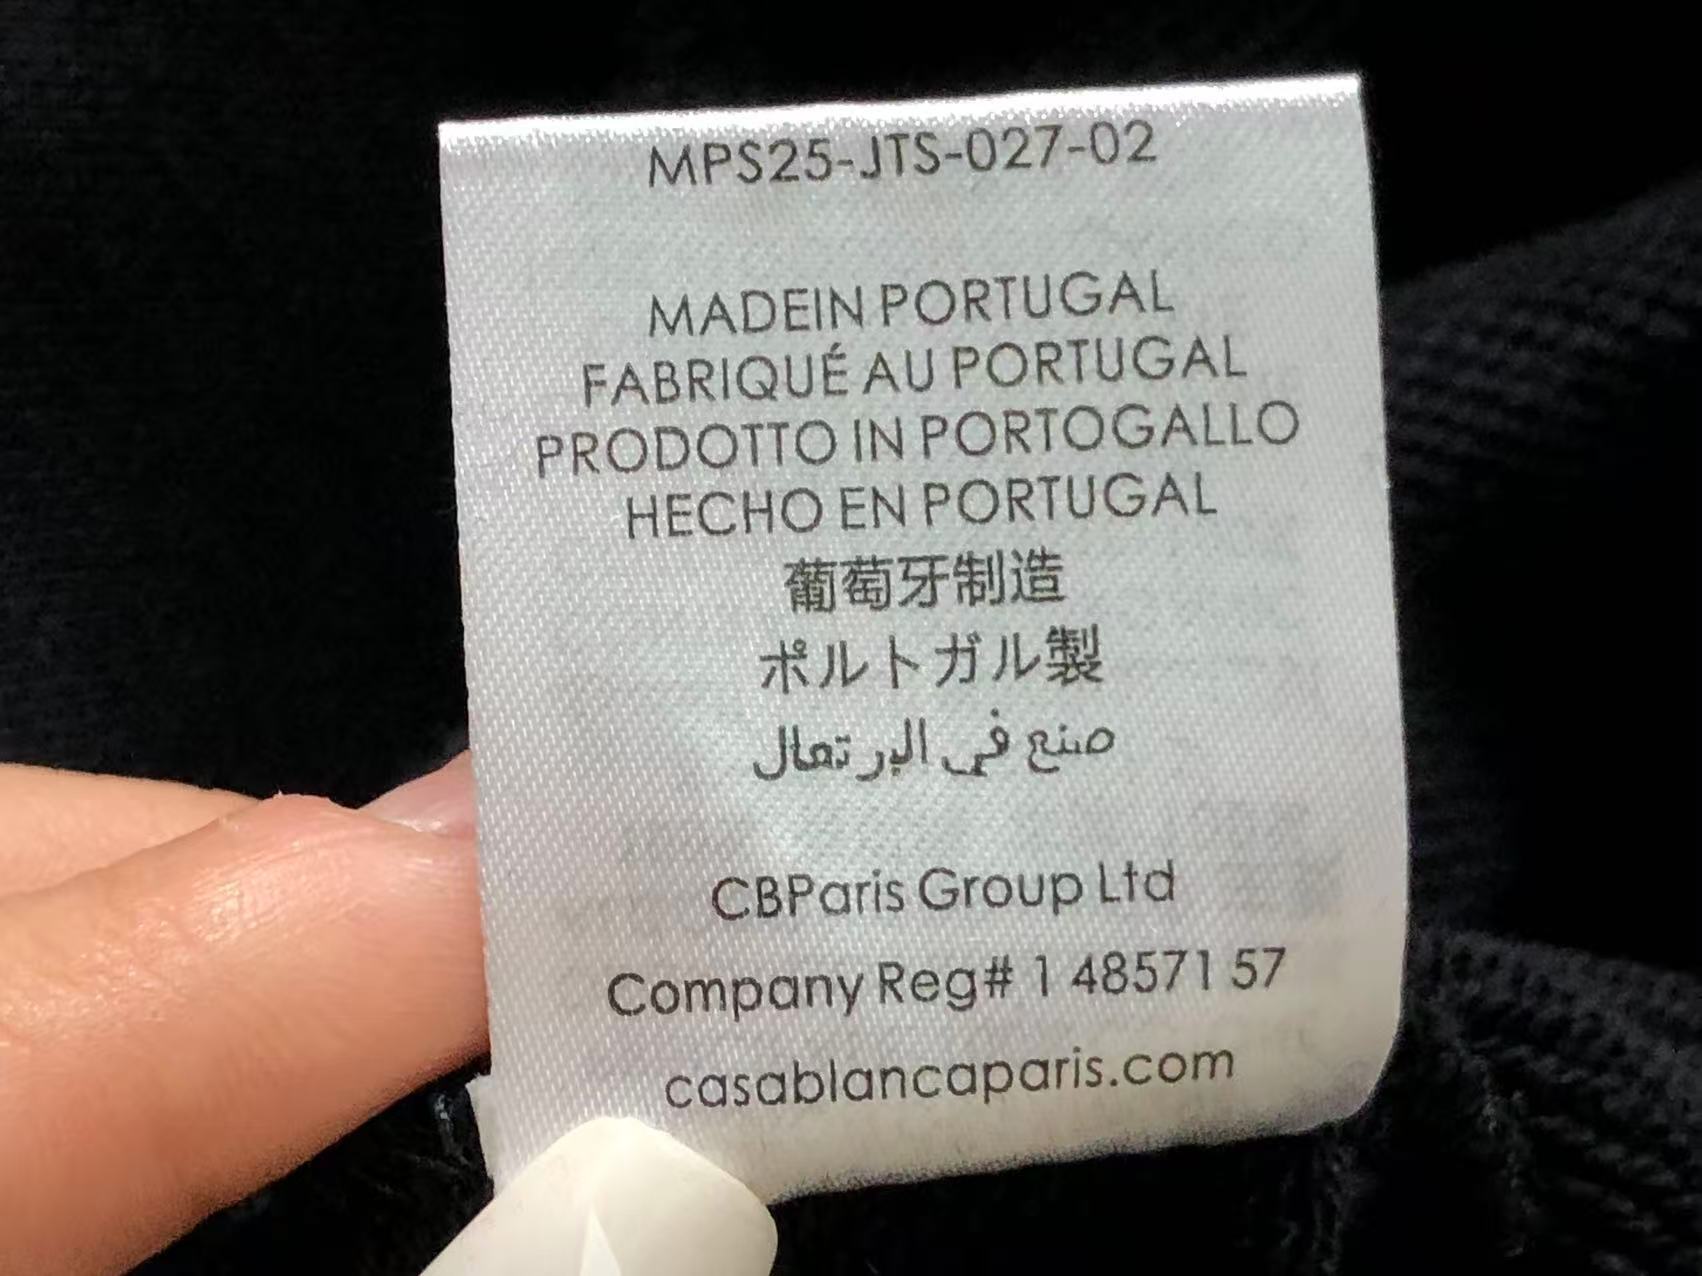 MPS25-JTS-027-02
MADEIN PORTUGAL
FABRIQUÉ AU PORTUGAL
PRODOTTO IN PORTOGALLO
HECHO EN PORTUGAL
葡萄牙制造
ポルトガル製
صنع في البر تعال
CBParis Group Ltd
Company Reg# 1 48571 57
casablancaparis.com